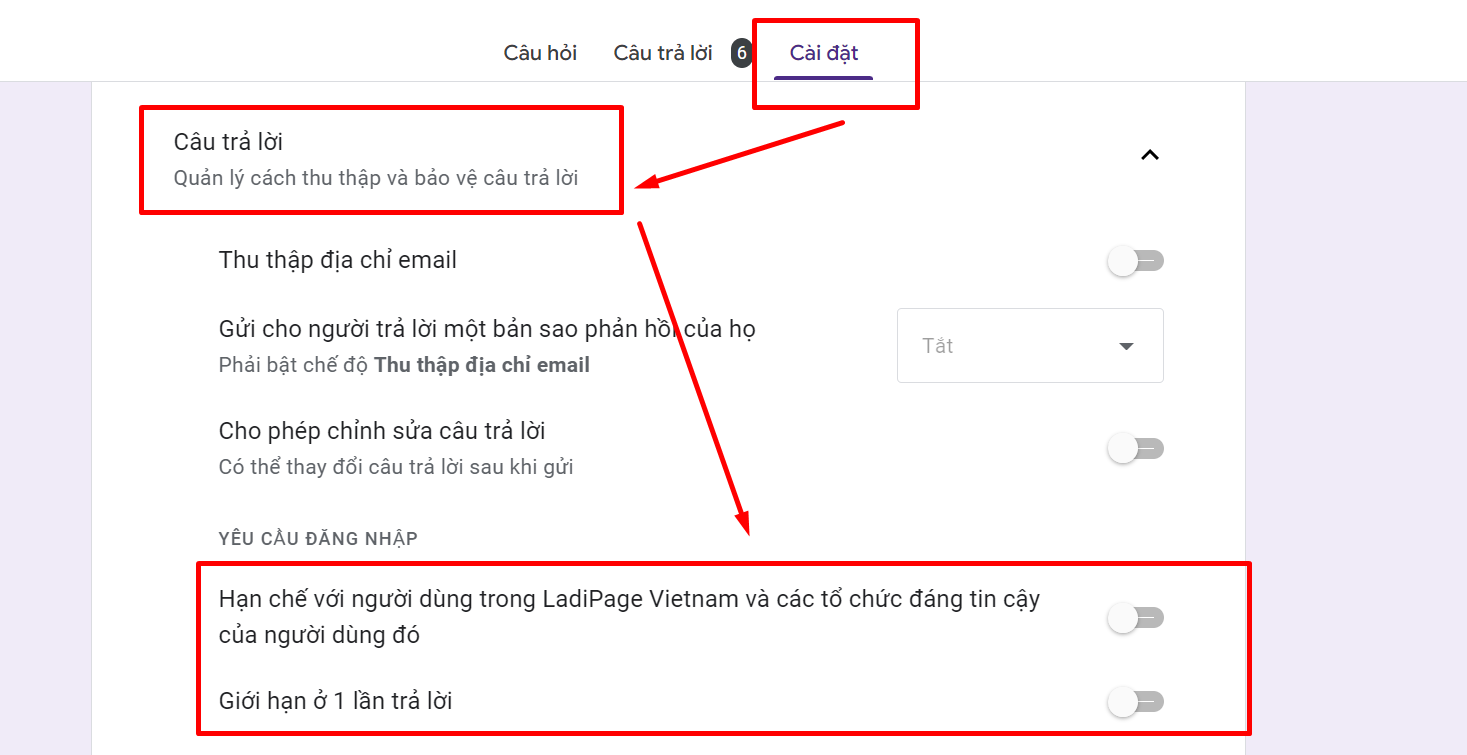 Câu hỏi
Câu trả lời
6
Cài đặt
Câu trả lời
Quản lý cách thu thập và bảo vệ câu trả lời
Thu thập địa chỉ email
Gửi cho người trả lời một bản sao phản hồi của họ
Tắt
Phải bật chế độ Thu thập địa chỉ email
Cho phép chỉnh sửa câu trả lời
Có thể thay đổi câu trả lời sau khi gửi
YÊU CẦU ĐĂNG NHẬP
Hạn chế với người dùng trong LadiPage Vietnam và các tổ chức đáng tin cậy
của người dùng đó
Giới hạn ở 1 lần trả lời